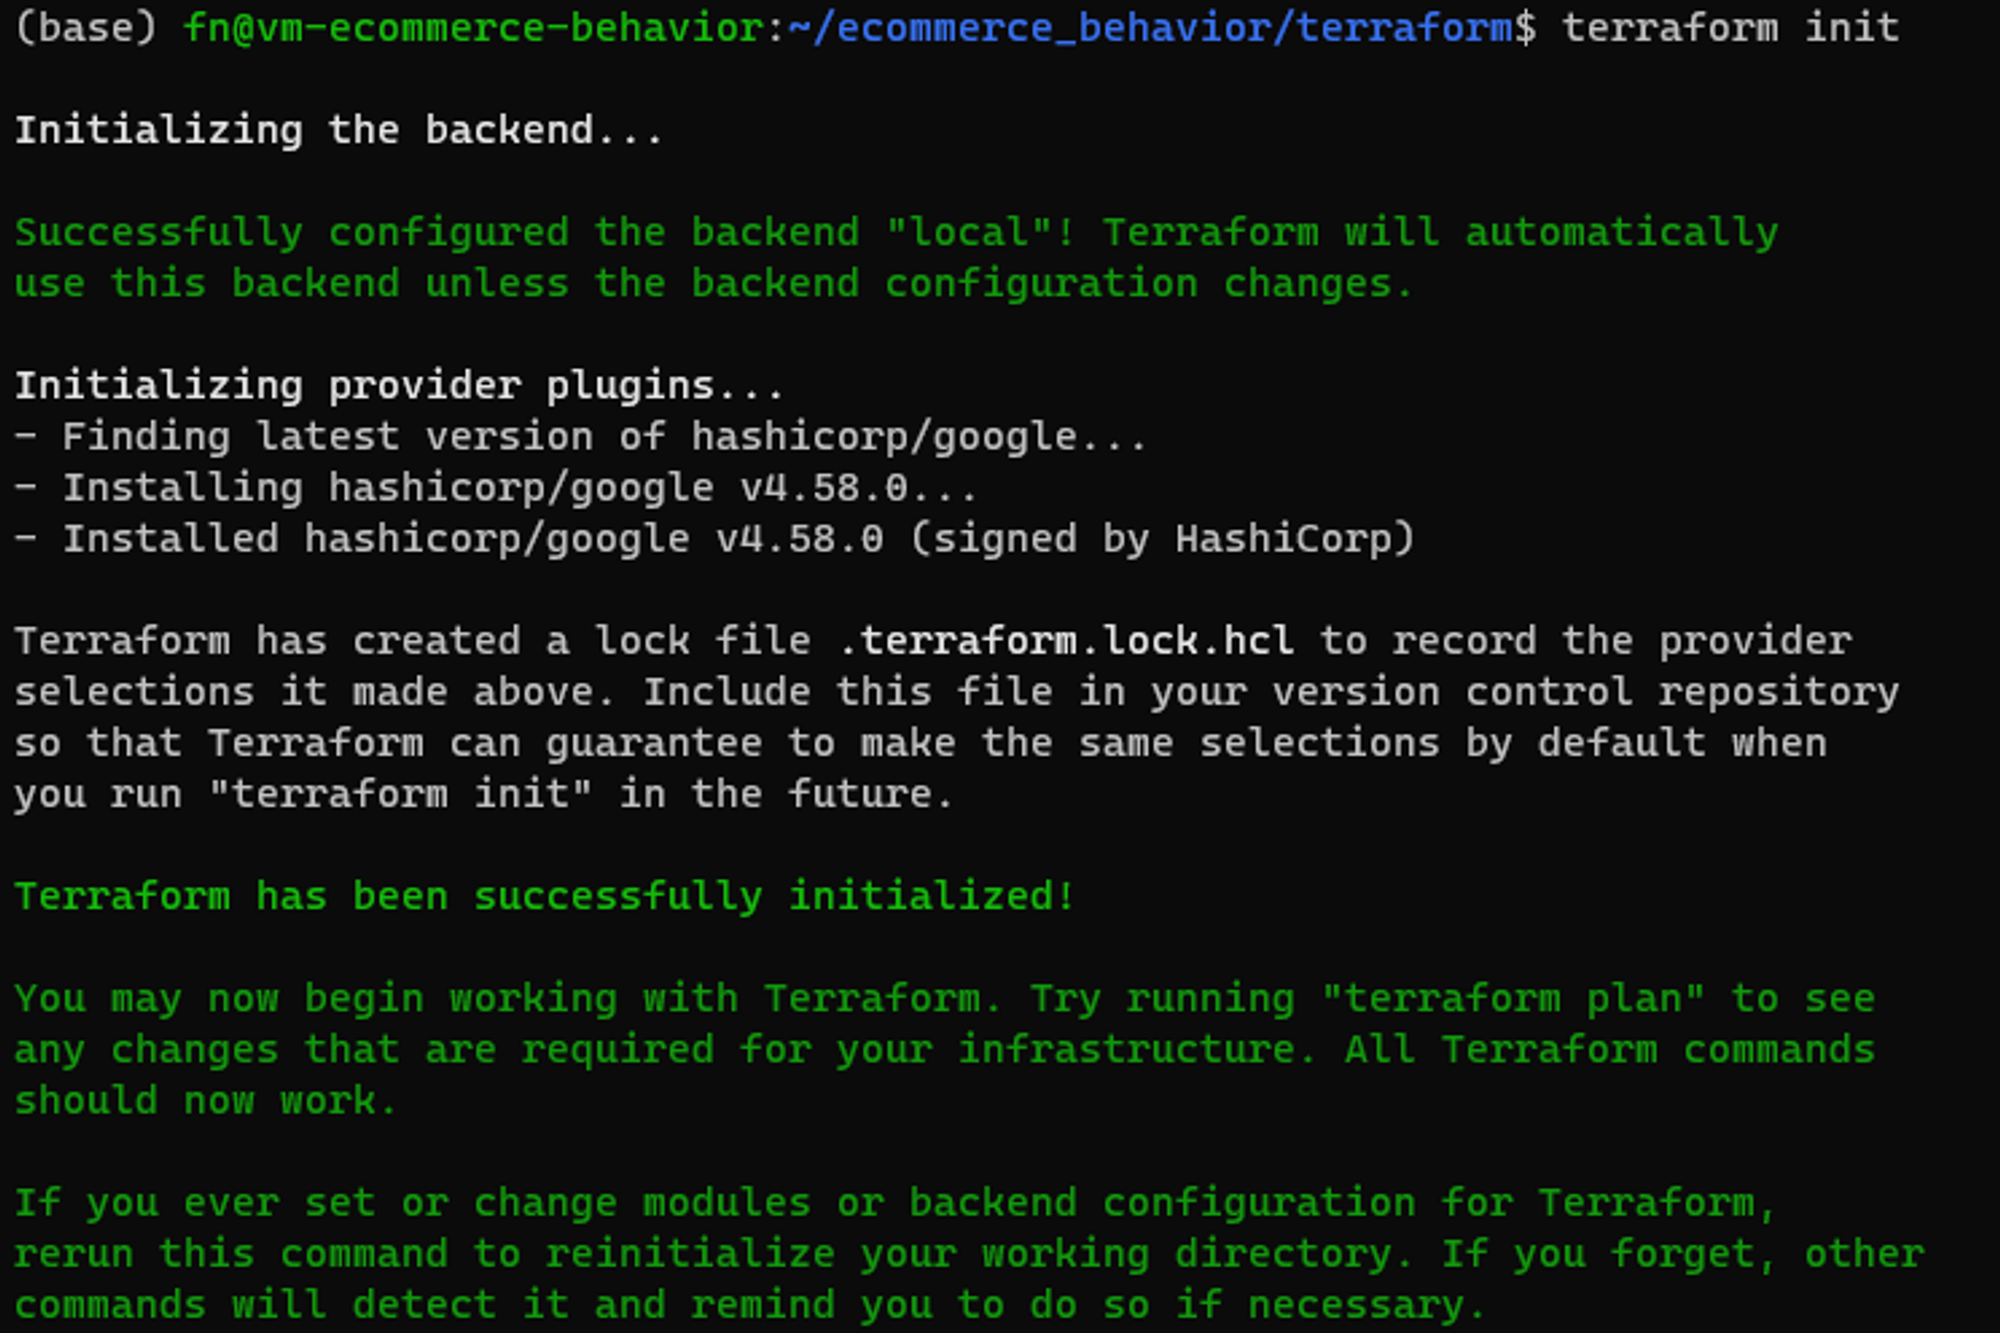 (base) fn@vm-ecommerce-behavior:~/ecommerce_behavior/terraform$ terraform init
Initializing the backend...
Successfully configured the backend "local"! Terraform will automatically
use this backend unless the backend configuration changes.
Initializing provider plugins...
- Finding latest version of hashicorp/google...
- Installing hashicorp/google v4.58.0...
- Installed hashicorp/google v4.58.0 (signed by HashiCorp)
Terraform has created a lock file .terraform.lock.hcl to record the provider
selections it made above. Include this file in your version control repository
so that Terraform can guarantee to make the same selections by default when
you run "terraform init" in the future.
Terraform has been successfully initialized!
You may now begin working with Terraform. Try running "terraform plan" to see
any changes that are required for your infrastructure. All Terraform commands
should now work.
If you ever set or change modules or backend configuration for Terraform,
rerun this command to reinitialize your working directory. If you forget, other
commands will detect it and remind you to do so if necessary.